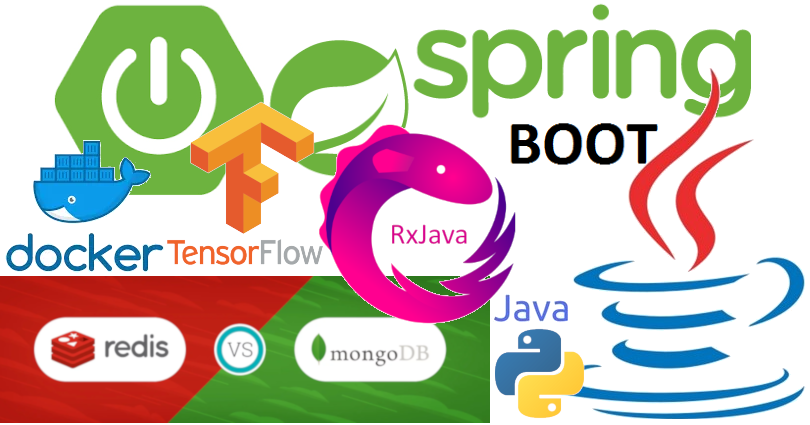 spring
BOOT
docker
TensorFlow
RxJava
Java
redis
VS
mongoDB